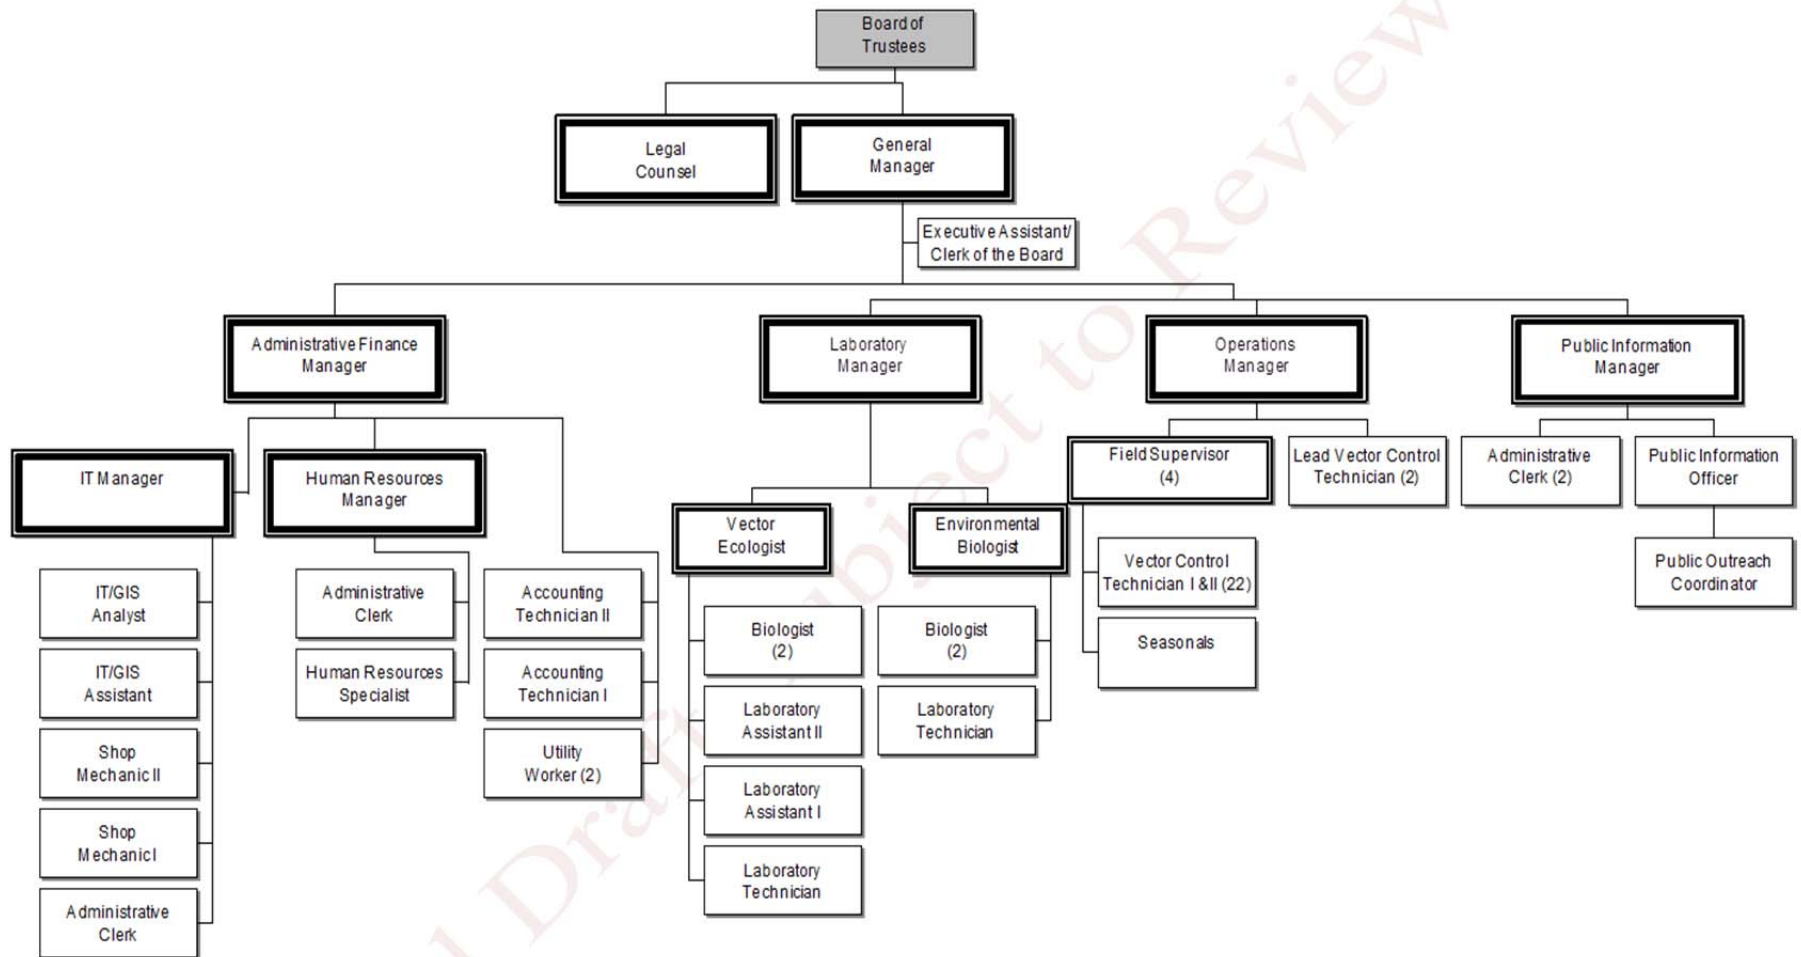 Board of
Trustees
Legal
Counsel
General
Manager
Executive Assistant/
Clerk of the Board
Administrative Finance
Manager
Laboratory
Manager
Operations
Manager
Public Information
Manager
IT Manager
Human Resources
Manager
Field Supervisor
(4)
Lead Vector Control
Technician (2)
Administrative
Clerk (2)
Public Information
Officer
Vector
Ecologist
Environmental
Biologist
Vector Control
Technician I &II (22)
Seasonals
Public Outreach
Coordinator
IT/GIS
Analyst
IT/GIS
Assistant
Shop
Mechanic II
Shop
Mechanic I
Administrative
Clerk
Administrative
Clerk
Human Resources
Specialist
Accounting
Technician II
Accounting
Technician I
Utility
Worker (2)
Biologist
(2)
Laboratory
Assistant II
Laboratory
Assistant I
Laboratory
Technician
Biologist
(2)
Laboratory
Technician
Draft Subject to Review